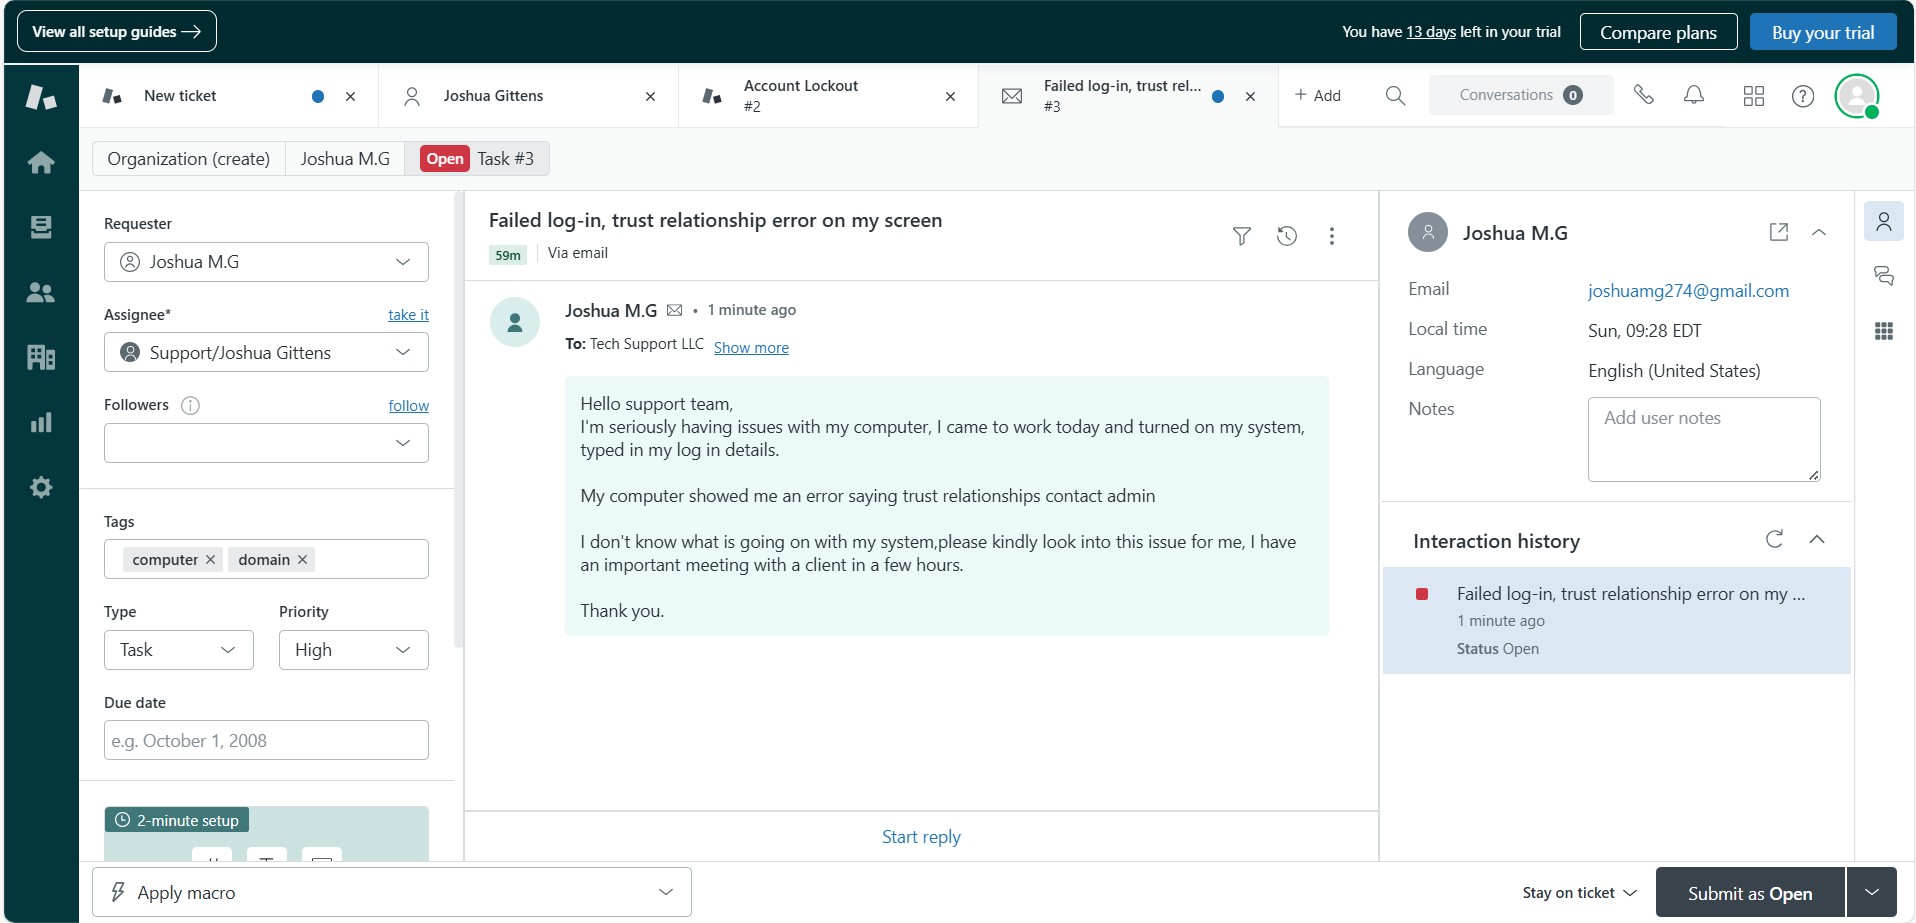 View all setup guides
You have 13 days left in your trial
Compare plans
Buy your trial
New ticket
Joshua Gittens
Account Lockout
#2
Failed log-in, trust rel...
#3
+ Add
Conversations 0
Organization (create)
Joshua M.G
Open Task #3
Requester
Joshua M.G
Assignee*
take it
Support/Joshua Gittens
Followers
follow
Tags
computer
domain
Type
Priority
Task
High
Due date
e.g. October 1, 2008
2-minute setup
Failed log-in, trust relationship error on my screen
59m
Via email
Joshua M.G • 1 minute ago
To: Tech Support LLC Show more
Hello support team,
I'm seriously having issues with my computer, I came to work today and turned on my system,
typed in my log in details.
My computer showed me an error saying trust relationships contact admin
I don't know what is going on with my system,please kindly look into this issue for me, I have
an important meeting with a client in a few hours.
Thank you.
Start reply
Joshua M.G
Email
joshuamg274@gmail.com
Local time
Sun, 09:28 EDT
Language
English (United States)
Notes
Add user notes
Interaction history
Failed log-in, trust relationship error on my ...
1 minute ago
Status Open
Apply macro
Stay on ticket
Submit as Open